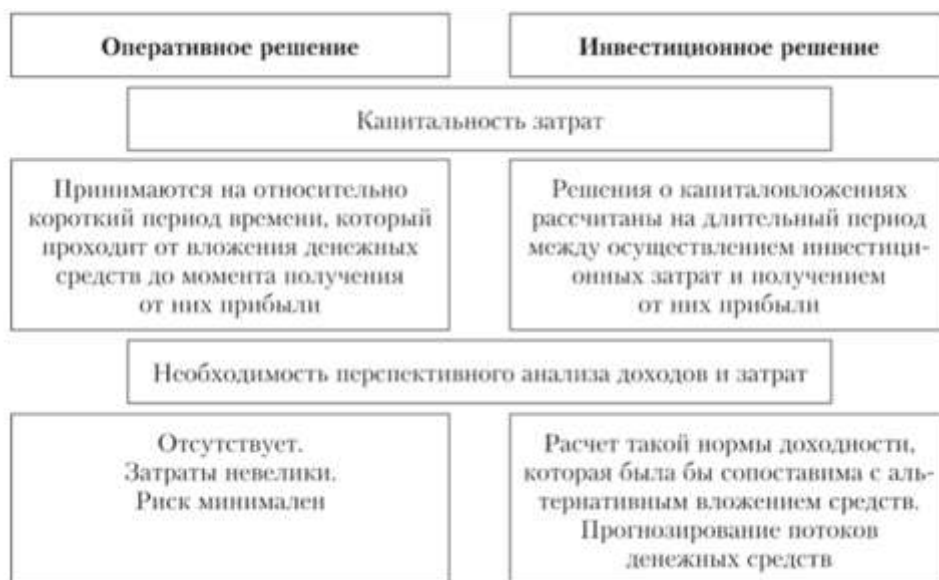 Оперативное решение
Инвестиционное решение
Капитальность затрат
Принимаются на относительно
короткий период времени, который
проходит от вложения денежных
средств до момента получения
от них прибыли
Решения о капиталовложениях
рассчитаны на длительный период
между осуществлением инвестици-
онных затрат и получением
от них прибыли
Необходимость перспективного анализа доходов и затрат
Отсутствует.
Затраты невелики.
Риск минимален
Расчет такой нормы доходности,
которая была бы сопоставима с аль-
тернативным вложением средств.
Прогнозирование потоков
денежных средств